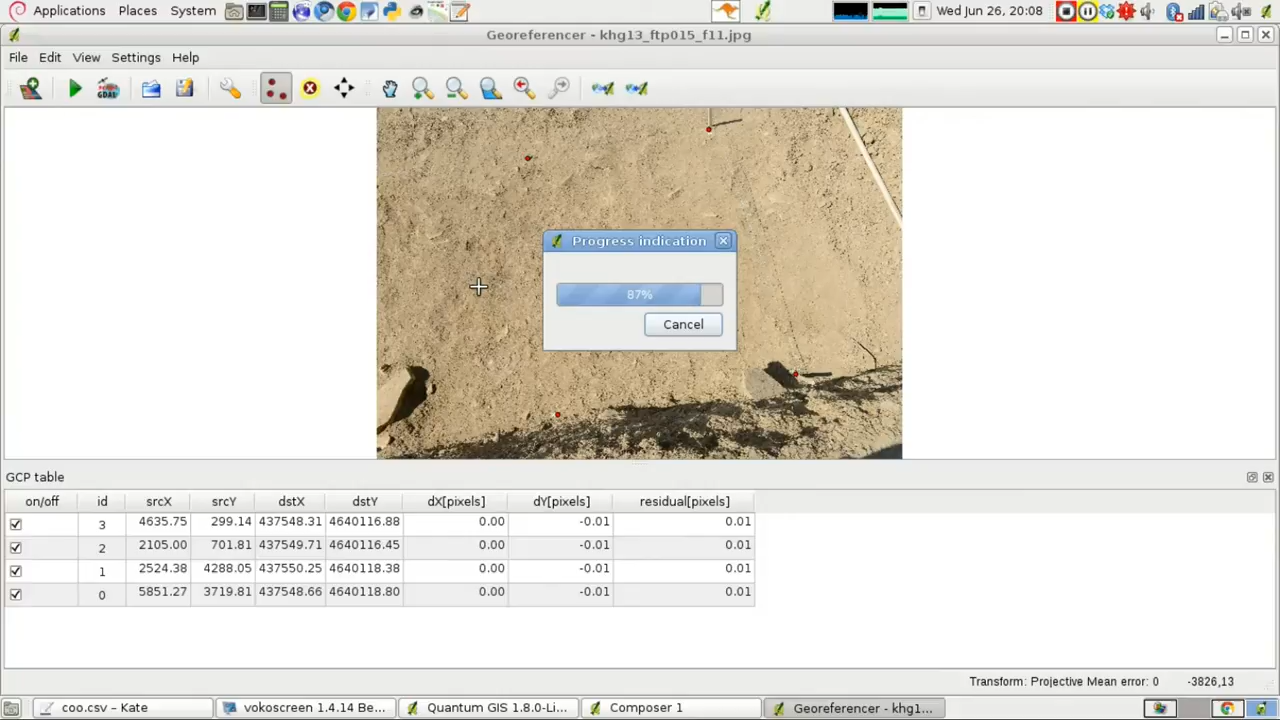 Applications Places System Wed Jun 26, 20:08
Georeferencer - khg13_ftp015_f11.jpg
File Edit View Settings Help
GDAL
Progress indication
87%
Cancel
GCP table
on/off id srcX srcY dstX dstY dX[pixels] dY[pixels] residual[pixels]
3 4635.75 299.14 437548.31 4640116.88 0.00 -0.01 0.01
2 2105.00 701.81 437549.71 4640116.45 0.00 -0.01 0.01
1 2524.38 4288.05 437550.25 4640118.38 0.00 -0.01 0.01
0 5851.27 3719.81 437548.66 4640118.80 0.00 -0.01 0.01
Transform: Projective Mean error: 0 -3826,13
coo.csv - Kate vokoscreen 1.4.14 Be... Quantum GIS 1.8.0-Li... Composer 1 Georeferencer - khg1...